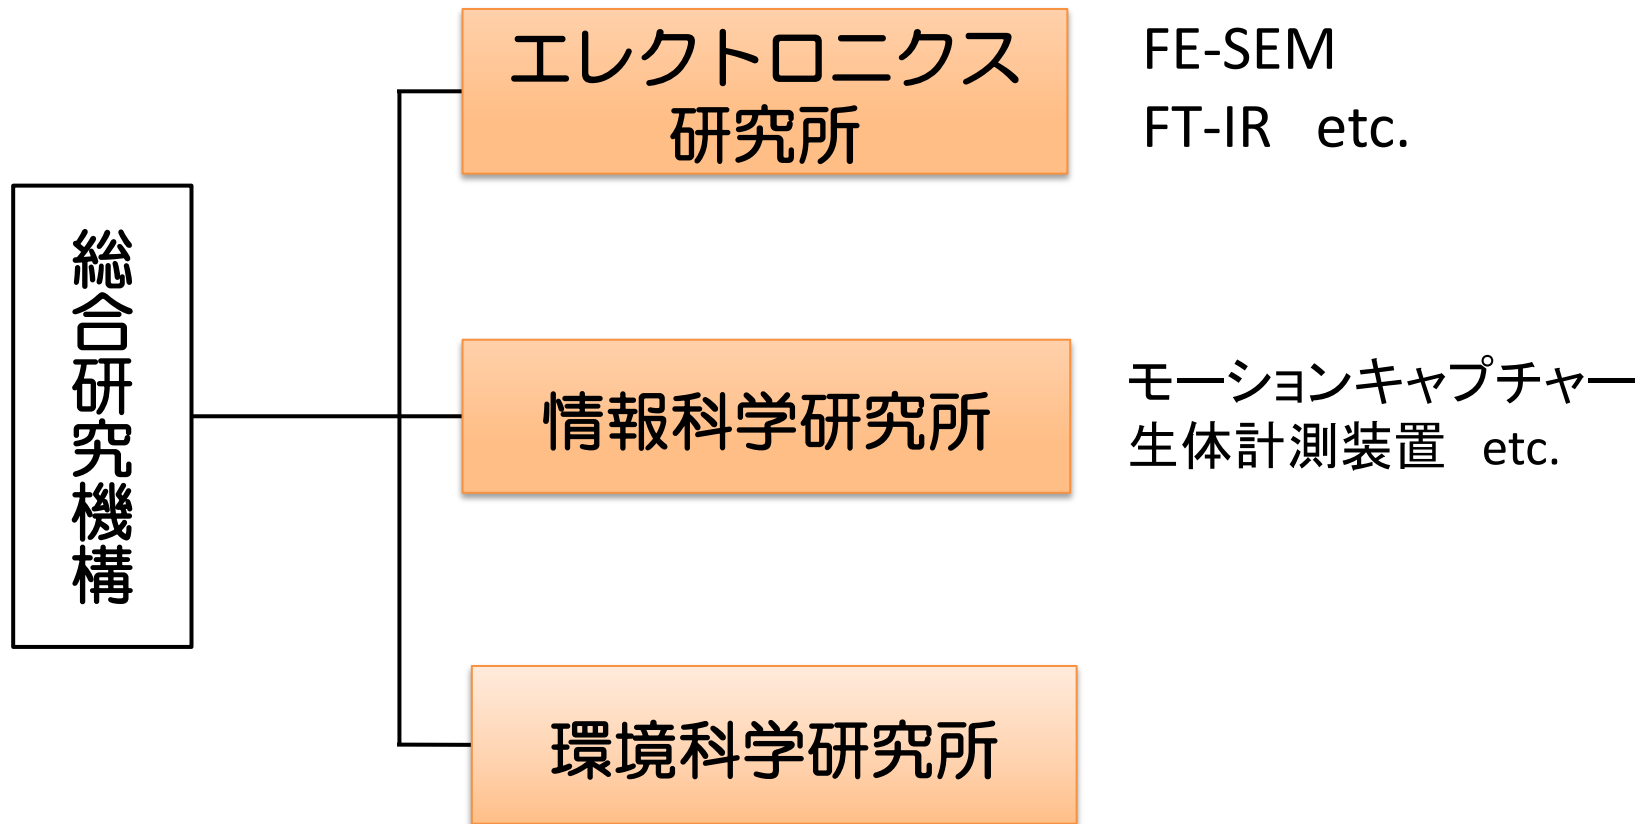 総合研究機構
エレクトロニクス
研究所
FE-SEM
FT-IR etc.
情報科学研究所
モーションキャプチャー
生体計測装置 etc.
環境科学研究所